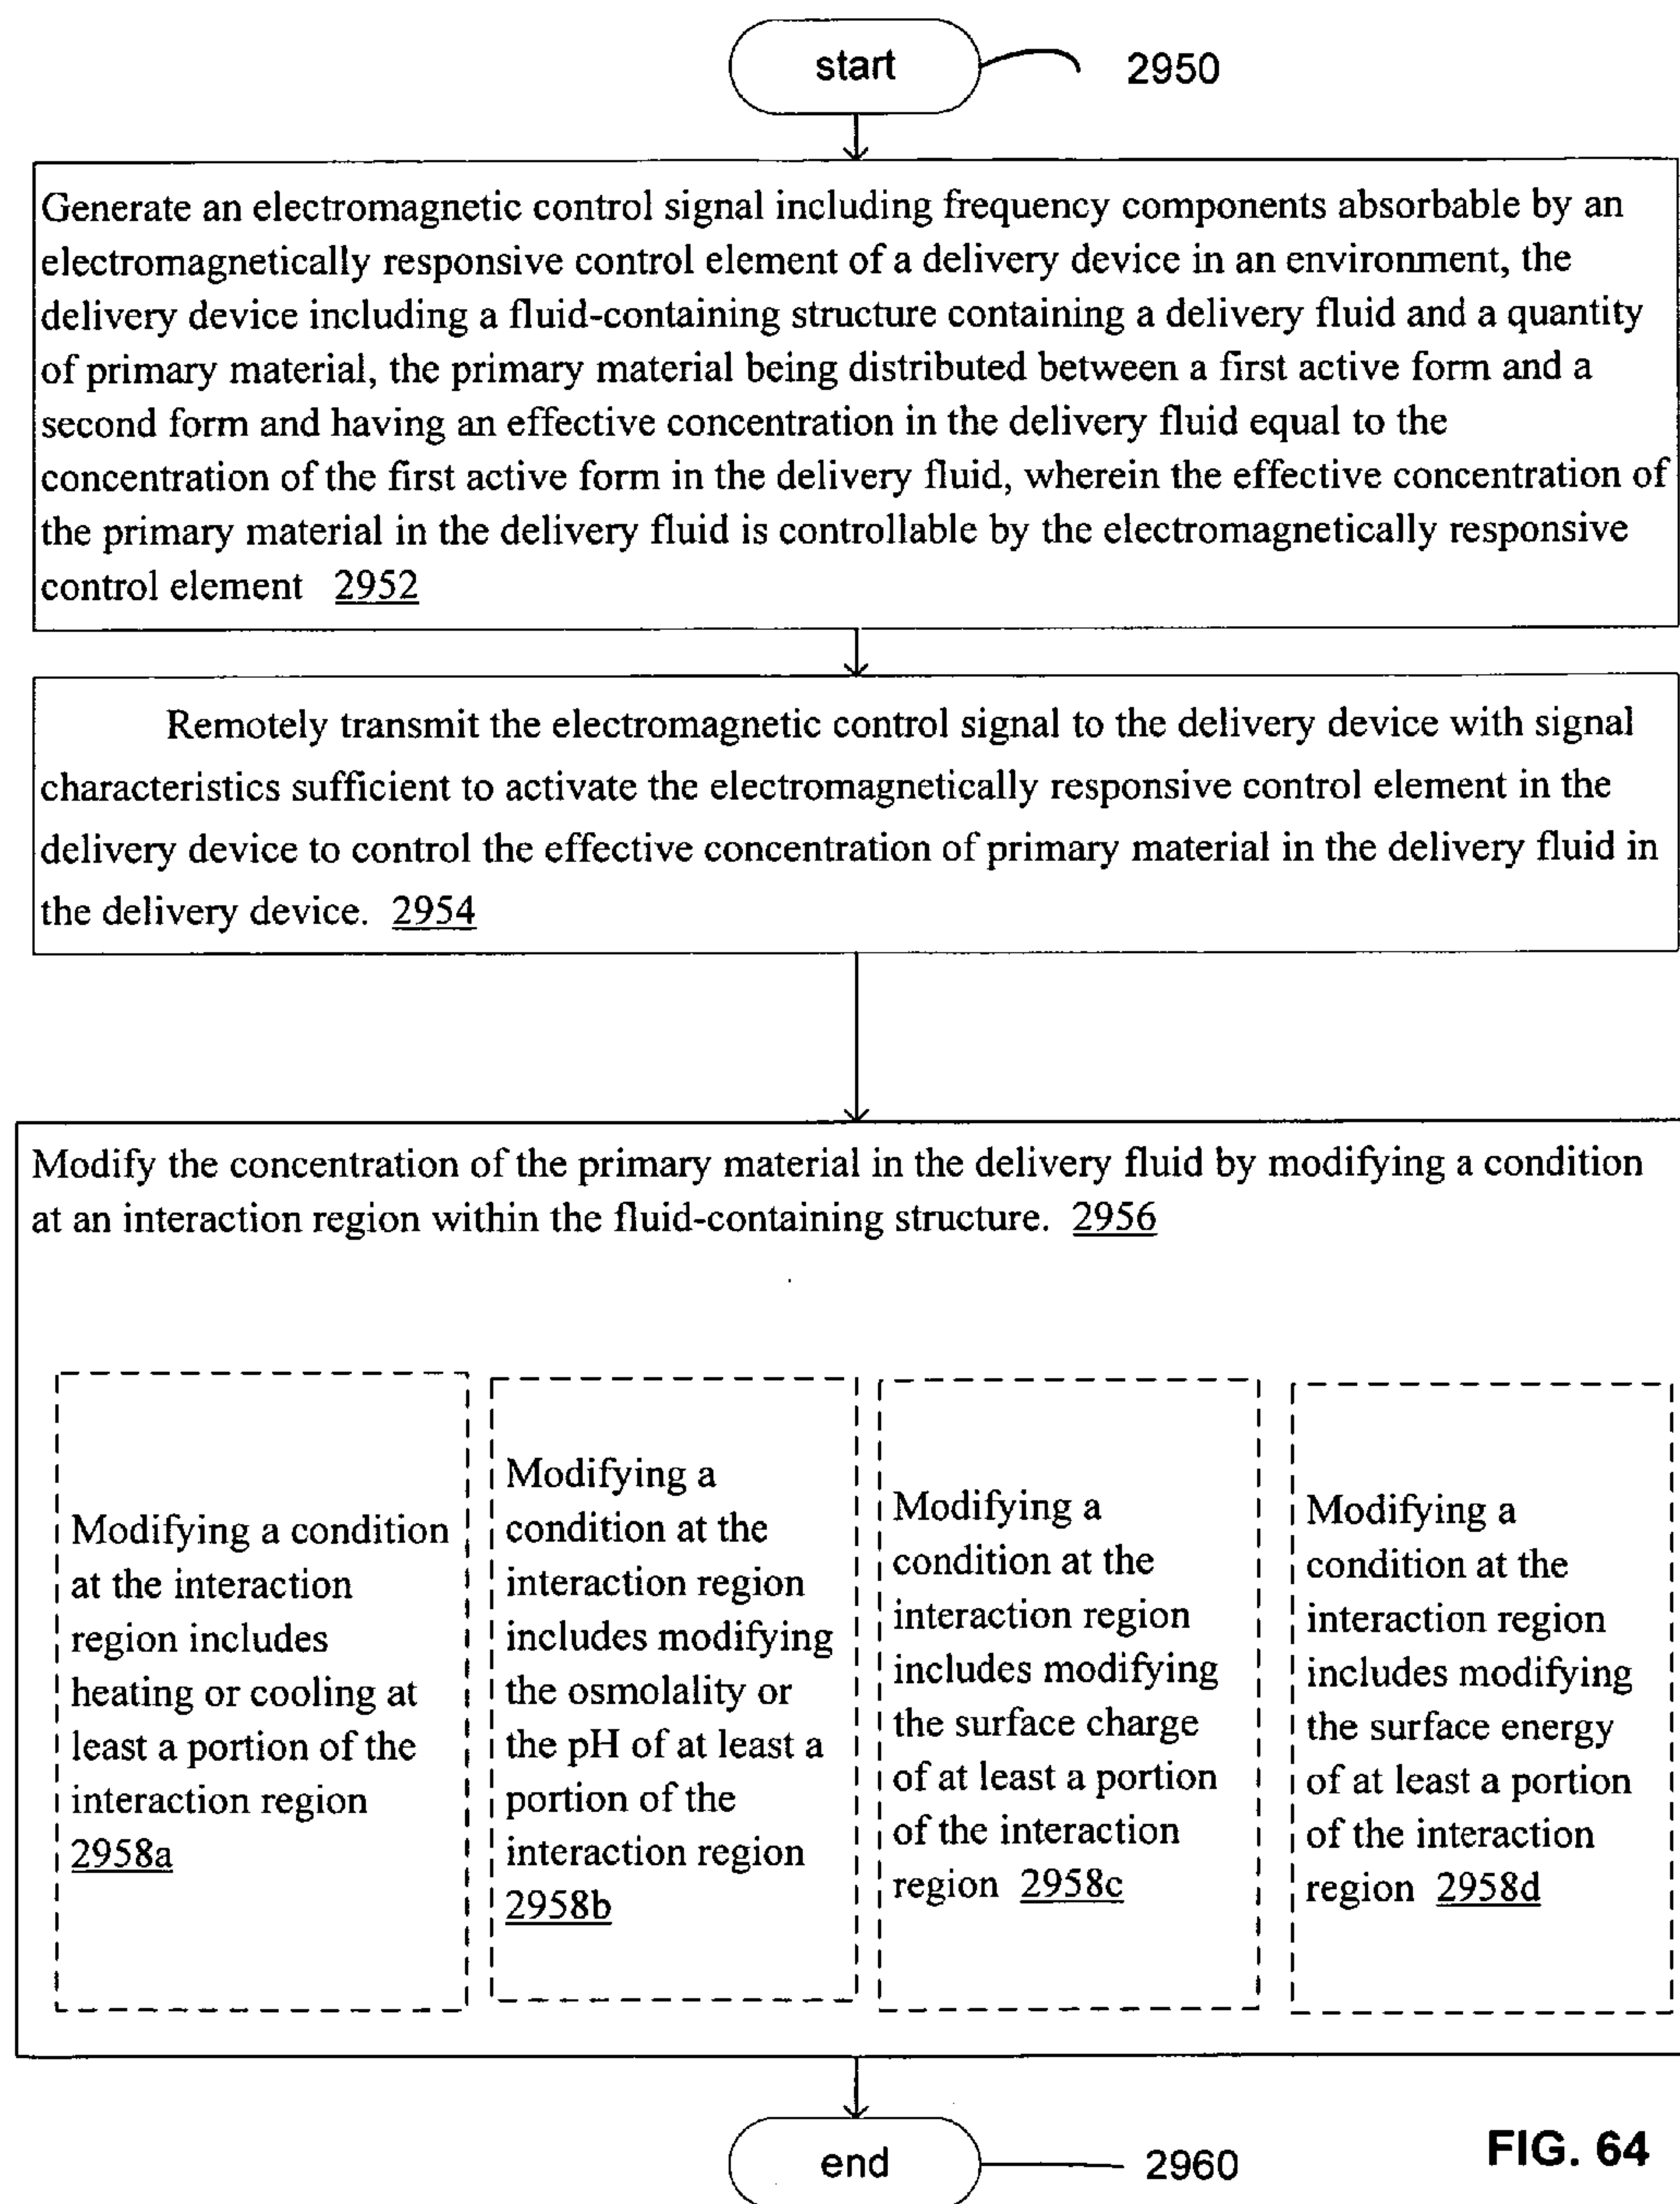 start
2950
Generate an electromagnetic control signal including frequency components absorbable by an
electromagnetically responsive control element of a delivery device in an environment, the
delivery device including a fluid-containing structure containing a delivery fluid and a quantity
of primary material, the primary material being distributed between a first active form and a
second form and having an effective concentration in the delivery fluid equal to the
concentration of the first active form in the delivery fluid, wherein the effective concentration of
the primary material in the delivery fluid is controllable by the electromagnetically responsive
control element 2952
Remotely transmit the electromagnetic control signal to the delivery device with signal
characteristics sufficient to activate the electromagnetically responsive control element in the
delivery device to control the effective concentration of primary material in the delivery fluid in
the delivery device. 2954
Modify the concentration of the primary material in the delivery fluid by modifying a condition
at an interaction region within the fluid-containing structure. 2956
Modifying a condition
at the interaction
region includes
heating or cooling at
least a portion of the
interaction region
2958a
Modifying a
condition at the
interaction region
includes modifying
the osmolality or
the pH of at least a
portion of the
interaction region
2958b
Modifying a
condition at the
interaction region
includes modifying
the surface charge
of at least a portion
of the interaction
region 2958c
Modifying a
condition at the
interaction region
includes modifying
the surface energy
of at least a portion
of the interaction
region 2958d
end
2960
FIG. 64